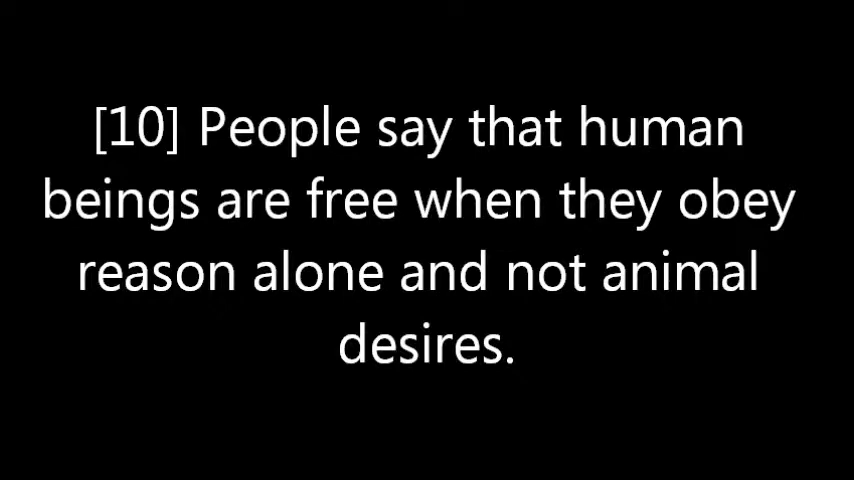 [10] People say that human
beings are free when they obey
reason alone and not animal
desires.